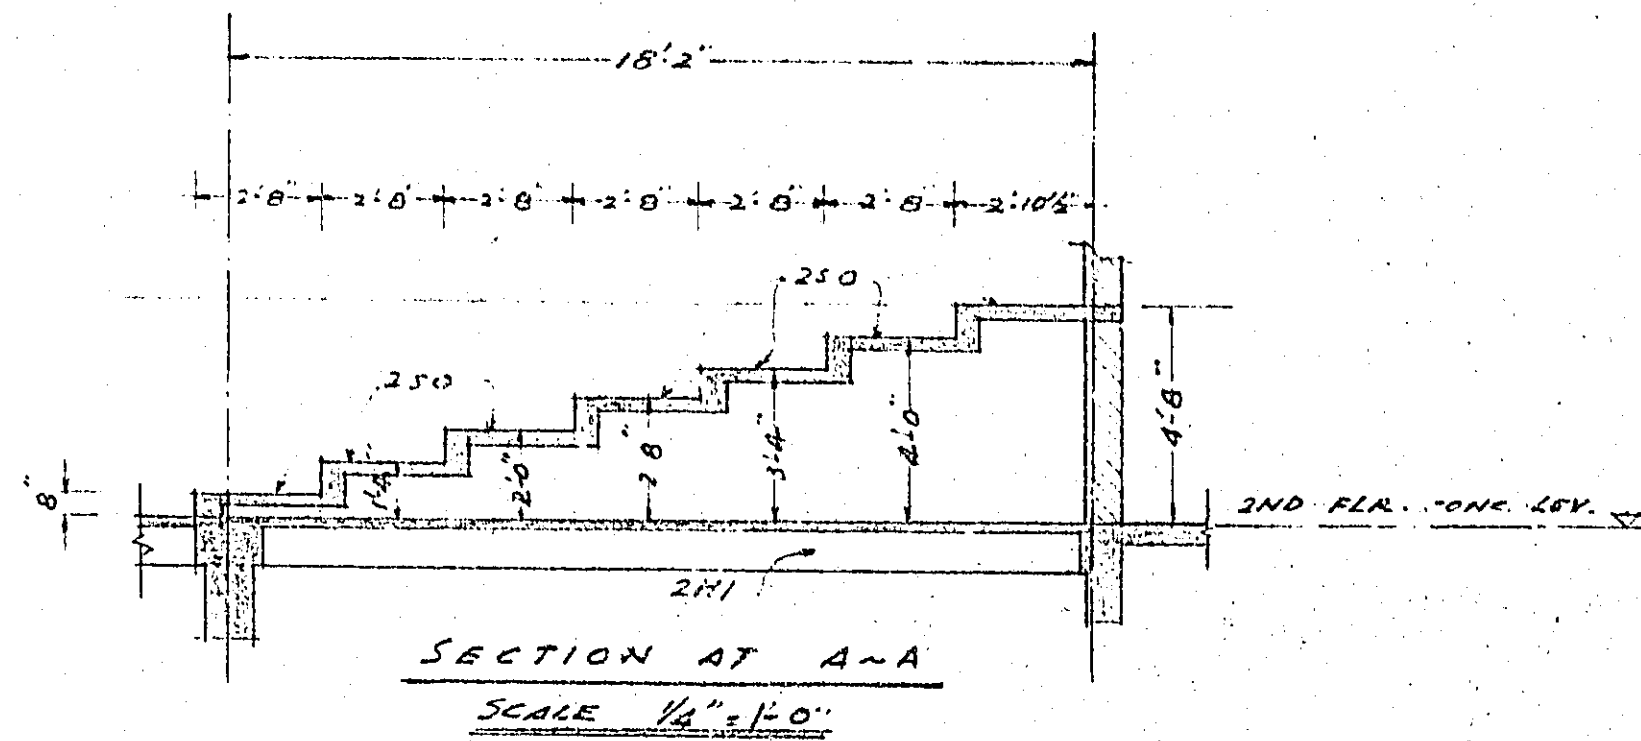 18'-2"
2'-8" 2'-8" 2'-8" 2'-8" 2'-8" 2'-8" 2'-10½"
250
250
8"
1'-4"
2'-0"
2'-8"
3'-4"
4'-0"
4'-8"
2ND FLR. CONC. LEV.
2H1
SECTION AT A~A
SCALE ¼"=1'-0"